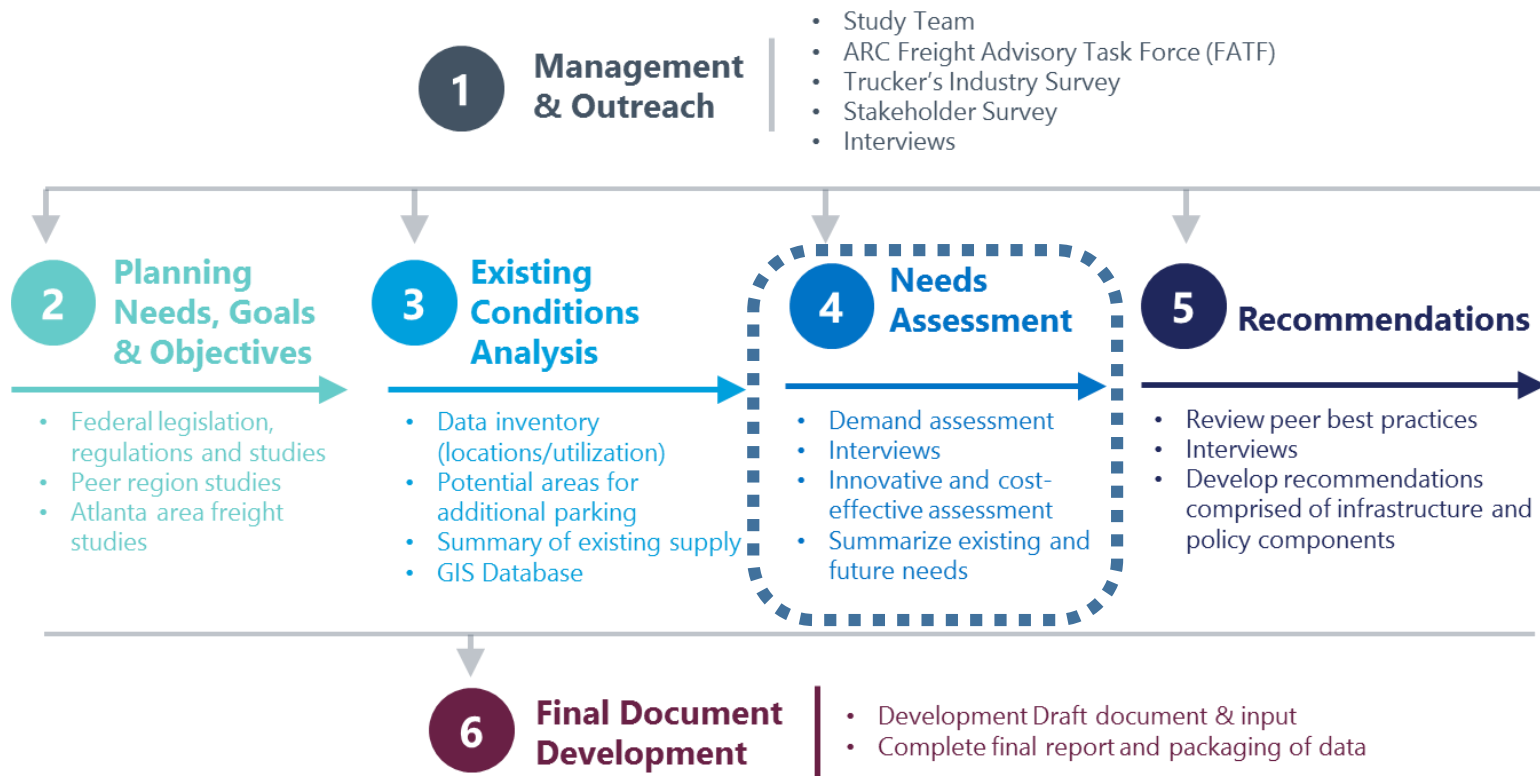 1
Management
& Outreach
• Study Team
• ARC Freight Advisory Task Force (FATF)
• Trucker's Industry Survey
• Stakeholder Survey
• Interviews
2
Planning
Needs, Goals
& Objectives
• Federal legislation,
regulations and studies
• Peer region studies
• Atlanta area freight
studies
3
Existing
Conditions
Analysis
• Data inventory
(locations/utilization)
• Potential areas for
additional parking
• Summary of existing supply
• GIS Database
4
Needs
Assessment
• Demand assessment
• Interviews
• Innovative and cost-
effective assessment
• Summarize existing and
future needs
5
Recommendations
• Review peer best practices
• Interviews
• Develop recommendations
comprised of infrastructure and
policy components
6
Final Document
Development
• Development Draft document & input
• Complete final report and packaging of data